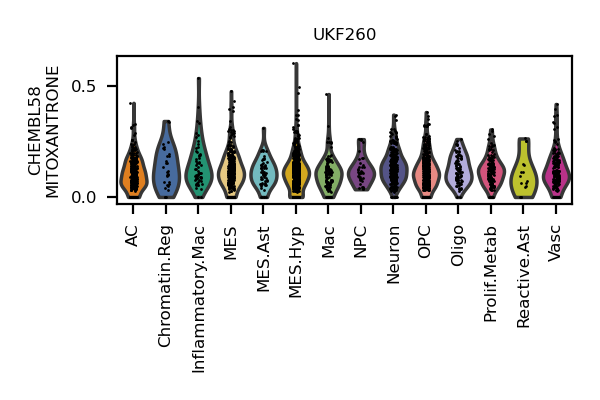 UKF260
CHEMBL58
MITOXANTRONE
0.5
0.0
AC
Chromatin.Reg
Inflammatory.Mac
MES
MES.Ast
MES.Hyp
Mac
NPC
Neuron
OPC
Oligo
Prolif.Metab
Reactive.Ast
Vasc